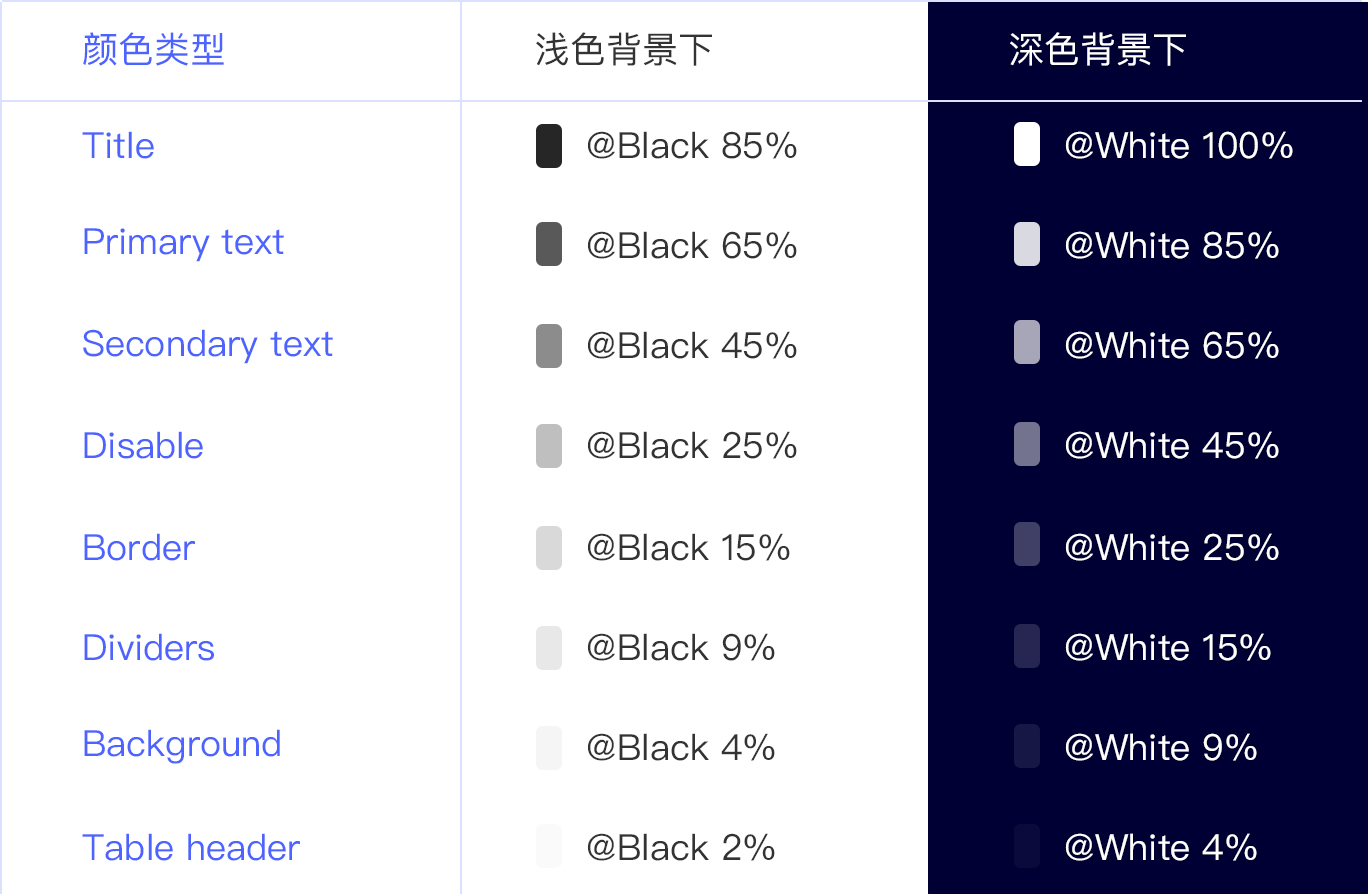 颜色类型 浅色背景下 深色背景下
Title @Black 85% @White 100%
Primary text @Black 65% @White 85%
Secondary text @Black 45% @White 65%
Disable @Black 25% @White 45%
Border @Black 15% @White 25%
Dividers @Black 9% @White 15%
Background @Black 4% @White 9%
Table header @Black 2% @White 4%